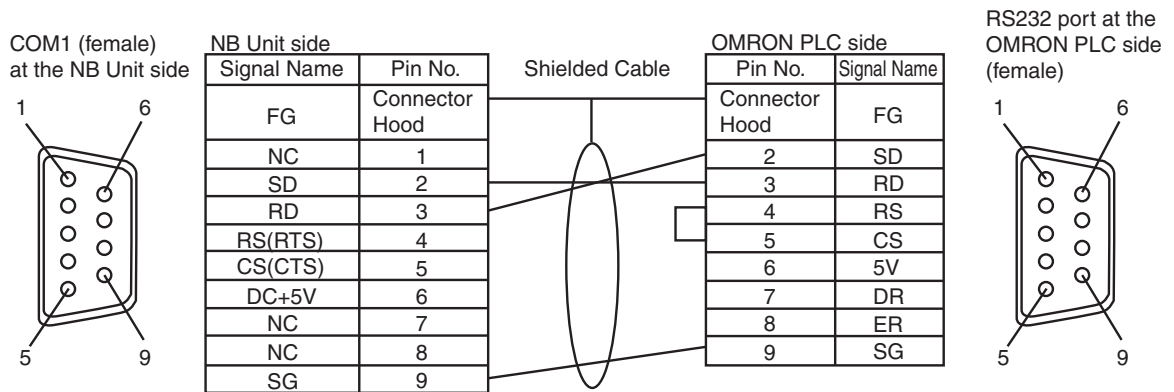 COM1 (female)
at the NB Unit side
1 6
5 9
NB Unit side
Signal Name Pin No.
FG Connector Hood
NC 1
SD 2
RD 3
RS(RTS) 4
CS(CTS) 5
DC+5V 6
NC 7
NC 8
SG 9
Shielded Cable
OMRON PLC side
Pin No. Signal Name
Connector Hood FG
2 SD
3 RD
4 RS
5 CS
6 5V
7 DR
8 ER
9 SG
RS232 port at the
OMRON PLC side
(female)
1 6
5 9